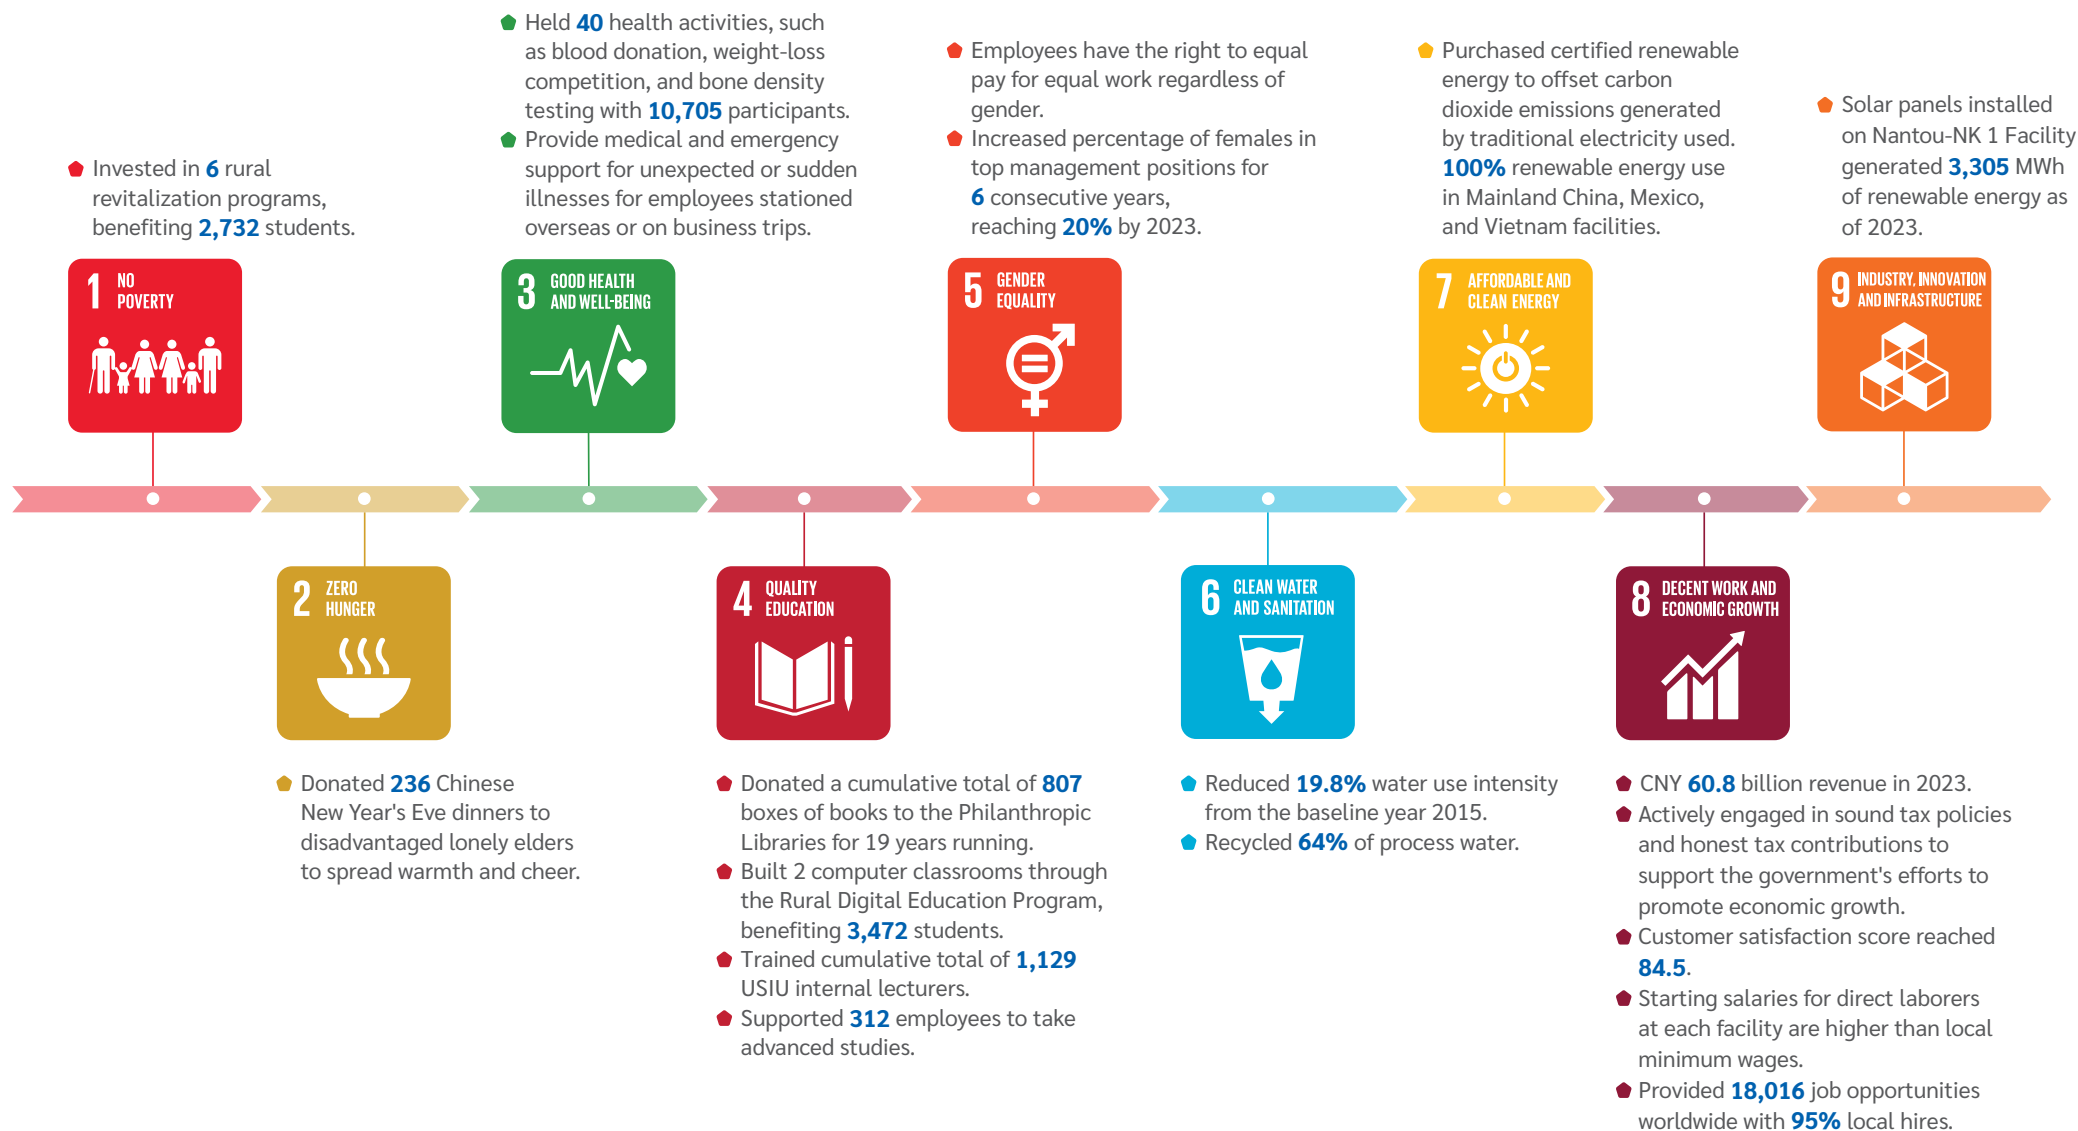 Invested in 6 rural
revitalization programs,
benefiting 2,732 students.
1 NO
POVERTY
2 ZERO
HUNGER
Donated 236 Chinese
New Year's Eve dinners to
disadvantaged lonely elders
to spread warmth and cheer.
Held 40 health activities, such
as blood donation, weight-loss
competition, and bone density
testing with 10,705 participants.
Provide medical and emergency
support for unexpected or sudden
illnesses for employees stationed
overseas or on business trips.
3 GOOD HEALTH
AND WELL-BEING
4 QUALITY
EDUCATION
Donated a cumulative total of 807
boxes of books to the Philanthropic
Libraries for 19 years running.
Built 2 computer classrooms through
the Rural Digital Education Program,
benefiting 3,472 students.
Trained cumulative total of 1,129
USIU internal lecturers.
Supported 312 employees to take
advanced studies.
Employees have the right to equal
pay for equal work regardless of
gender.
Increased percentage of females in
top management positions for
6 consecutive years,
reaching 20% by 2023.
5 GENDER
EQUALITY
6 CLEAN WATER
AND SANITATION
Reduced 19.8% water use intensity
from the baseline year 2015.
Recycled 64% of process water.
Purchased certified renewable
energy to offset carbon
dioxide emissions generated
by traditional electricity used.
100% renewable energy use
in Mainland China, Mexico,
and Vietnam facilities.
7 AFFORDABLE AND
CLEAN ENERGY
8 DECENT WORK AND
ECONOMIC GROWTH
CNY 60.8 billion revenue in 2023.
Actively engaged in sound tax policies
and honest tax contributions to
support the government's efforts to
promote economic growth.
Customer satisfaction score reached
84.5.
Starting salaries for direct laborers
at each facility are higher than local
minimum wages.
Provided 18,016 job opportunities
worldwide with 95% local hires.
Solar panels installed
on Nantou-NK 1 Facility
generated 3,305 MWh
of renewable energy as
of 2023.
9 INDUSTRY, INNOVATION
AND INFRASTRUCTURE